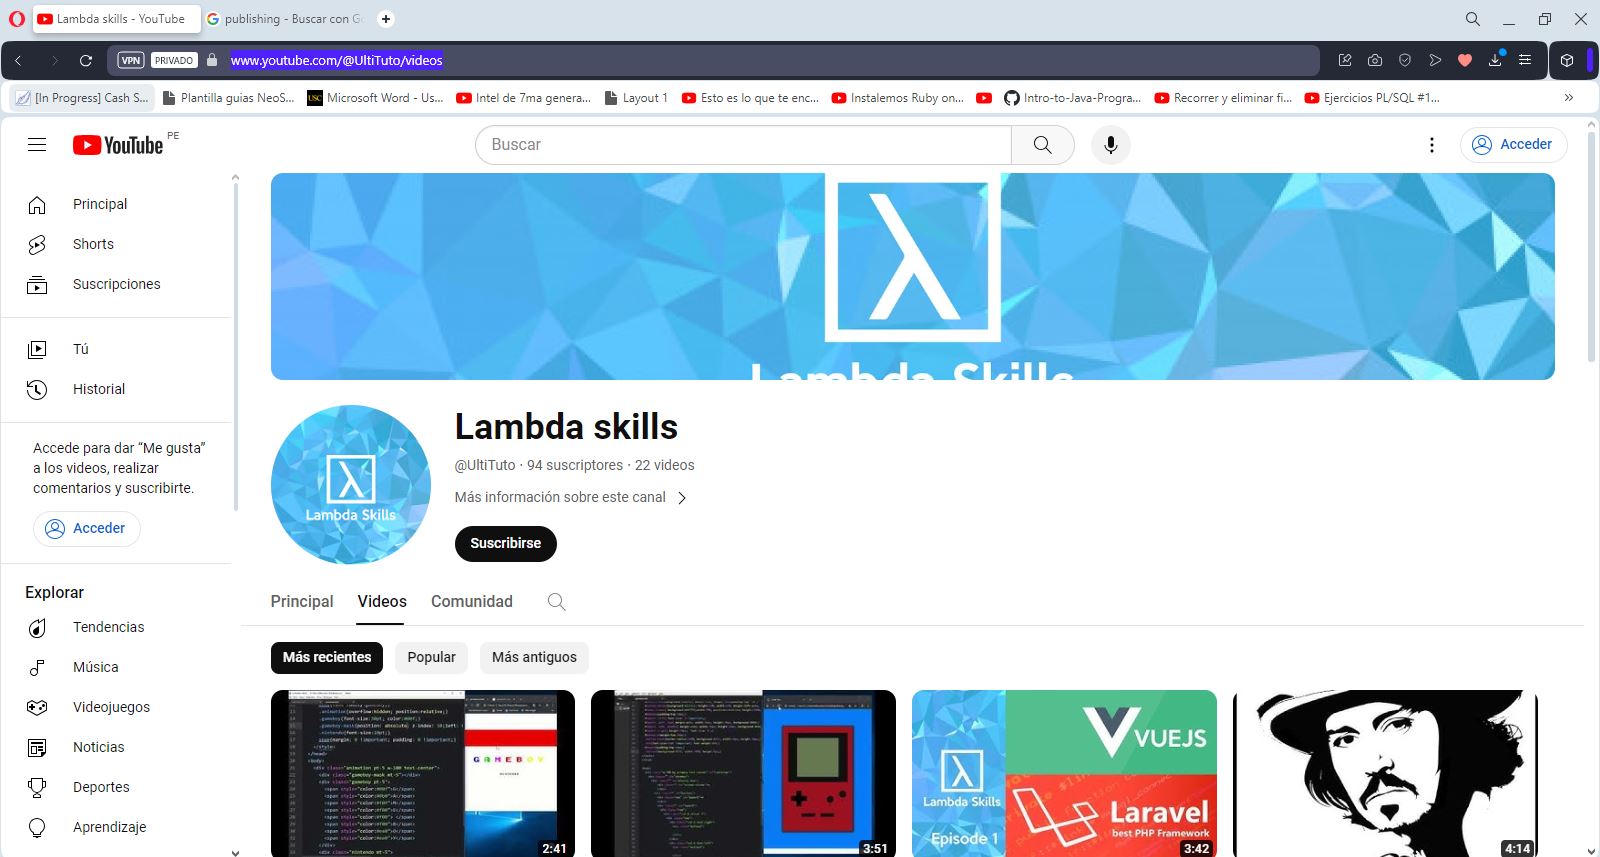 Lambda skills - YouTube
publishing - Buscar con Go
VPN
PRIVADO
www.youtube.com/@UltiTuto/videos
[In Progress] Cash S...
Plantilla guias NeoS...
USC
Microsoft Word - Us...
Intel de 7ma genera...
Layout 1
Esto es lo que te enc...
Instalemos Ruby on...
Intro-to-Java-Progra...
Recorrer y eliminar fi...
Ejercicios PL/SQL #1...
YouTube PE
Buscar
Acceder
Principal
Shorts
Suscripciones
Tú
Historial
Accede para dar “Me gusta”
a los videos, realizar
comentarios y suscribirte.
Acceder
Explorar
Tendencias
Música
Videojuegos
Noticias
Deportes
Aprendizaje
Lambda Skills
Lambda Skills
Lambda skills
@UltiTuto · 94 suscriptores · 22 videos
Más información sobre este canal
Suscribirse
Principal
Videos
Comunidad
Más recientes
Popular
Más antiguos
GAMEBOY
2:41
3:51
Lambda Skills
Episode 1
VUEJS
Laravel
best PHP Framework
3:42
4:14